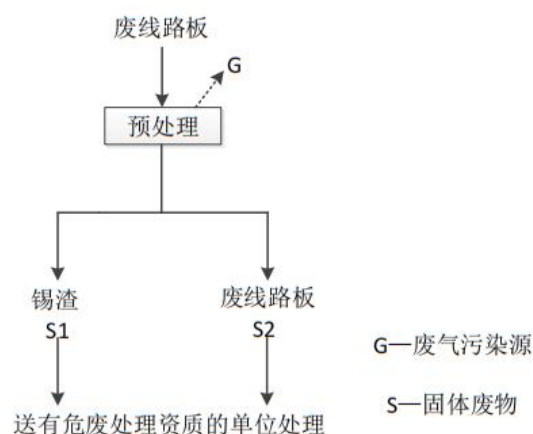 废线路板
G
预处理
锡渣
废线路板
S1
S2
G—废气污染源
S—固体废物
送有危废处理资质的单位处理